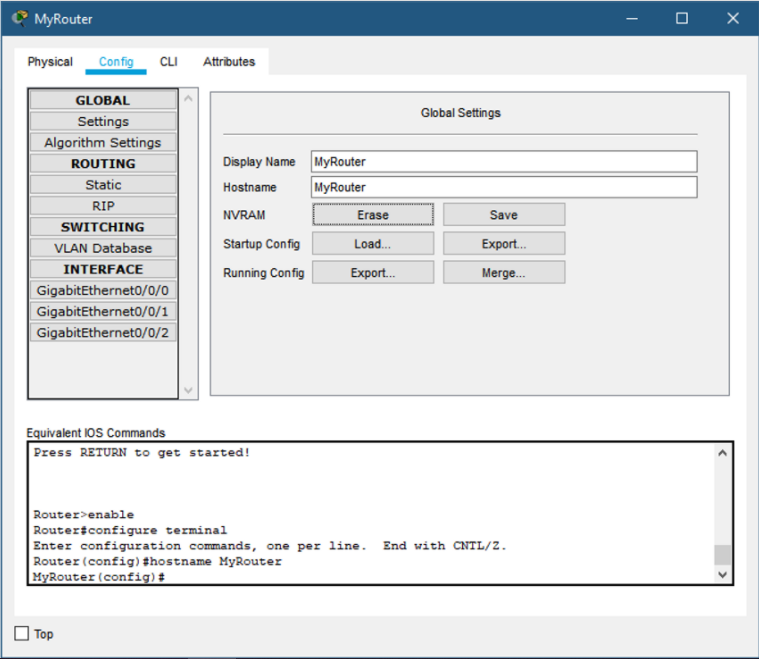 MyRouter
Physical Config CLI Attributes
GLOBAL
Settings
Algorithm Settings
ROUTING
Static
RIP
SWITCHING
VLAN Database
INTERFACE
GigabitEthernet0/0/0
GigabitEthernet0/0/1
GigabitEthernet0/0/2
Global Settings
Display Name MyRouter
Hostname MyRouter
NVRAM Erase Save
Startup Config Load... Export...
Running Config Export... Merge...
Equivalent IOS Commands
Press RETURN to get started!
Router>enable
Router#configure terminal
Enter configuration commands, one per line. End with CNTL/Z.
Router(config)#hostname MyRouter
MyRouter(config)#
Top